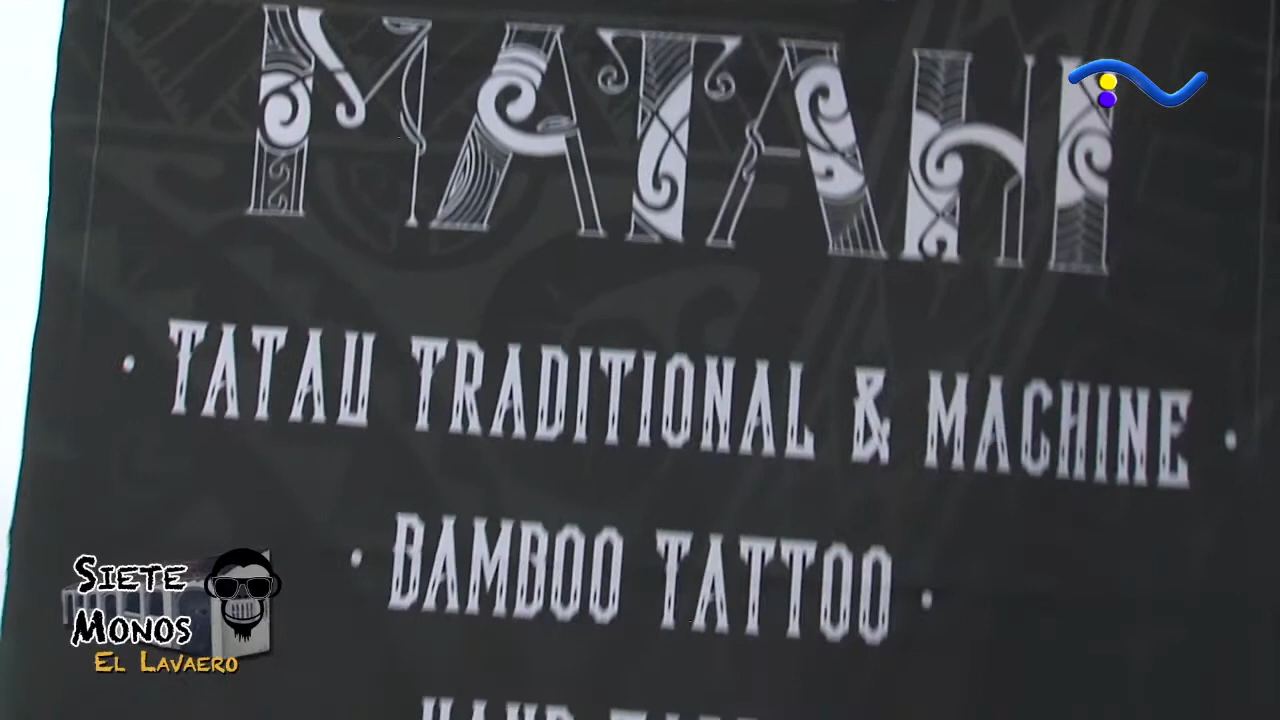 MATAHI
· TATAU TRADITIONAL & MACHINE ·
· BAMBOO TATTOO ·
SIETE
MONOS
EL LAVAERO